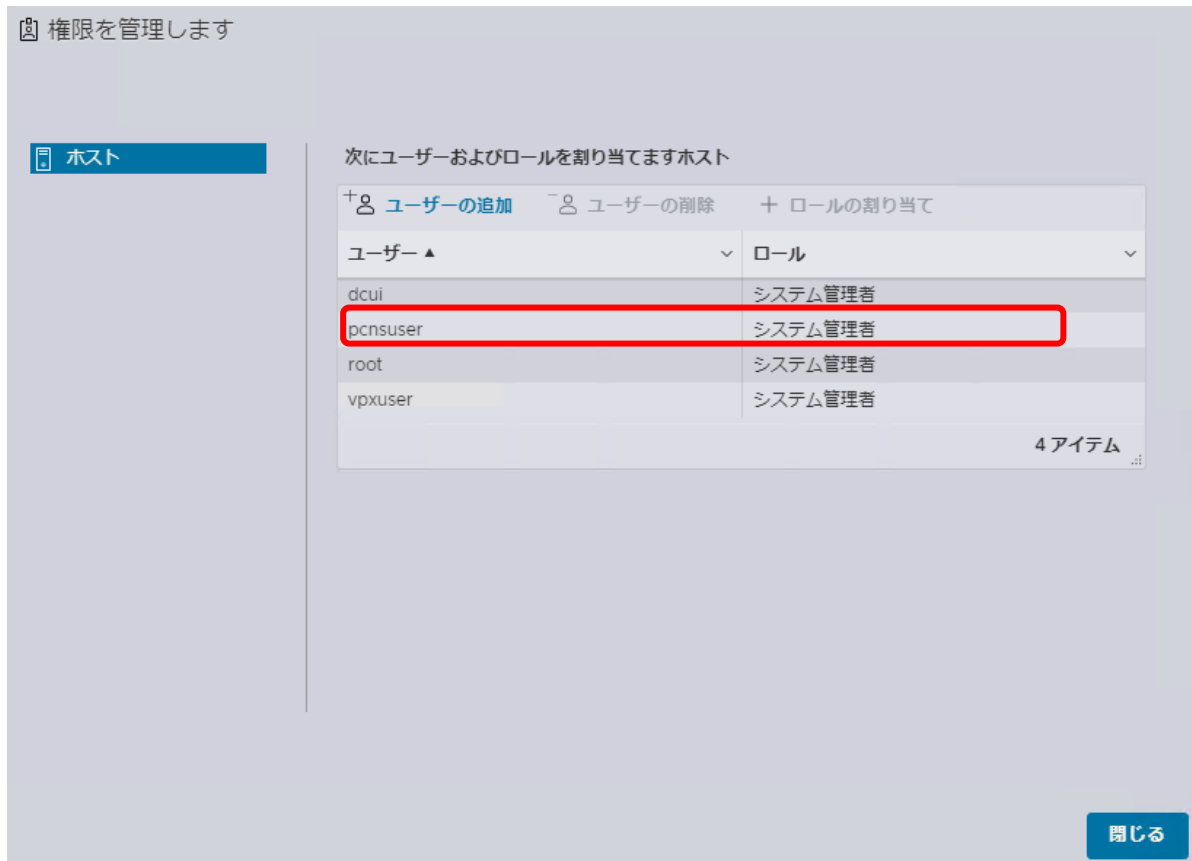 権限を管理します
ホスト
次にユーザーおよびロールを割り当てますホスト
ユーザーの追加 ユーザーの削除 ロールの割り当て
ユーザー ▲ ロール
dcui システム管理者
pcnsuser システム管理者
root システム管理者
vpxuser システム管理者
4 アイテム
閉じる